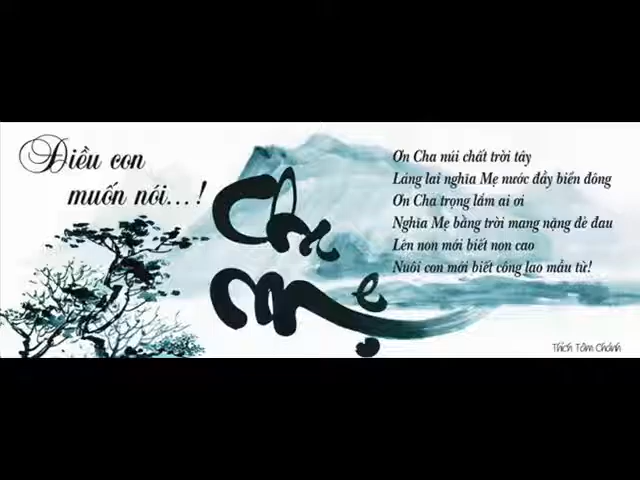 Điều con
muốn nói...!
Cha
Mẹ
Ơn Cha núi chất trời tây
Láng lai nghĩa Mẹ nước đầy biển đông
Ơn Cha trọng lắm ai ơi
Nghĩa Mẹ bằng trời mang nặng đẻ đau
Lên non mới biết non cao
Nuôi con mới biết công lao mẫu từ!
Thích Tâm Chánh